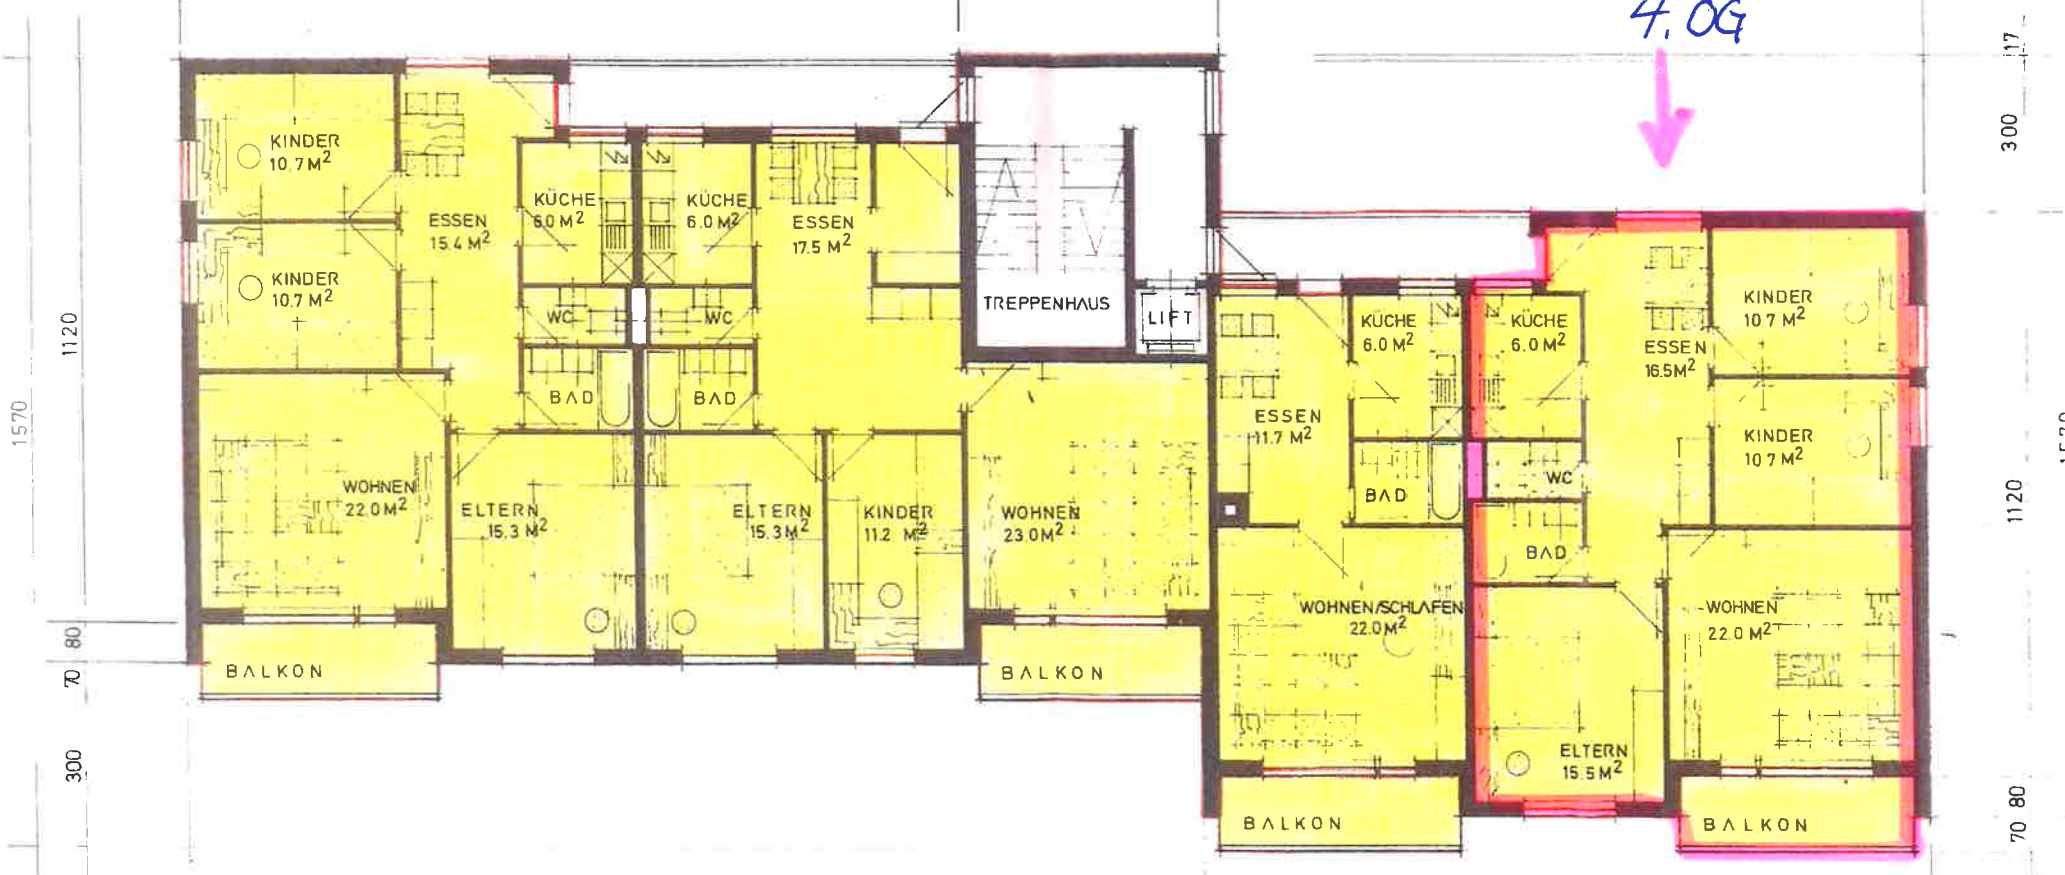 4. OG
17
300
1120
1570
80
70
300
KINDER
10,7 M²
KINDER
10,7 M²
ESSEN
15.4 M²
KÜCHE
6.0 M²
WC
BAD
WOHNEN
22.0 M²
ELTERN
15.3 M²
BALKON
KÜCHE
6.0 M²
ESSEN
17.5 M²
WC
BAD
ELTERN
15.3 M²
KINDER
11.2 M²
WOHNEN
23.0 M²
BALKON
TREPPENHAUS
LIFT
ESSEN
11.7 M²
KÜCHE
6.0 M²
BAD
WOHNEN/SCHLAFEN
22.0 M²
BALKON
KÜCHE
6.0 M²
ESSEN
16.5 M²
KINDER
10 7 M²
KINDER
10 7 M²
WC
BAD
ELTERN
15.5 M²
WOHNEN
22.0 M²
BALKON
1120
80
70